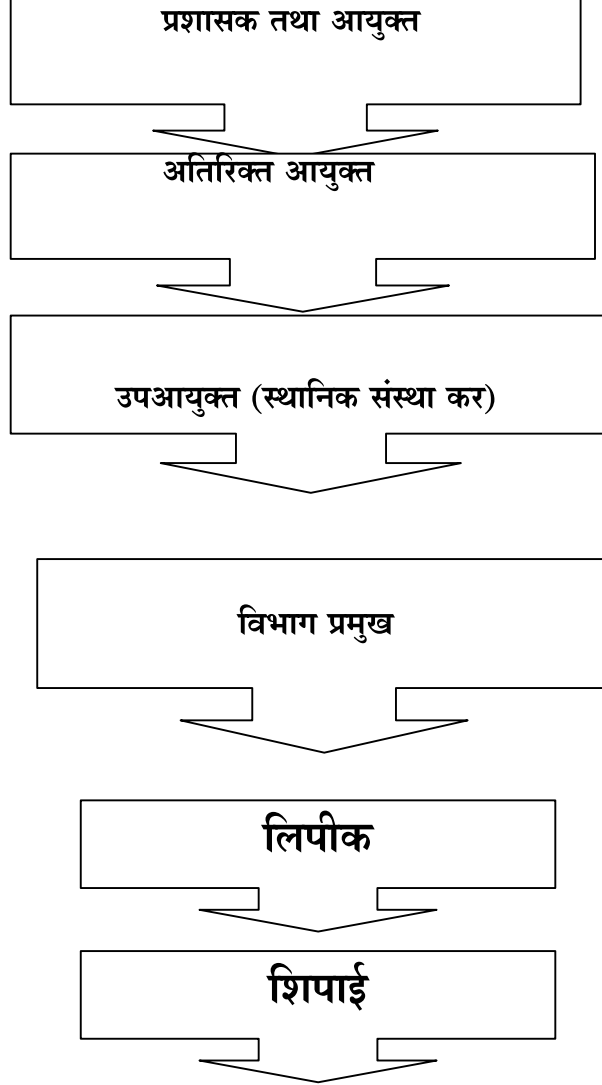 प्रशासक तथा आयुक्त
अतिरिक्त आयुक्त
उपआयुक्त (स्थानिक संस्था कर)
विभाग प्रमुख
लिपीक
शिपाई